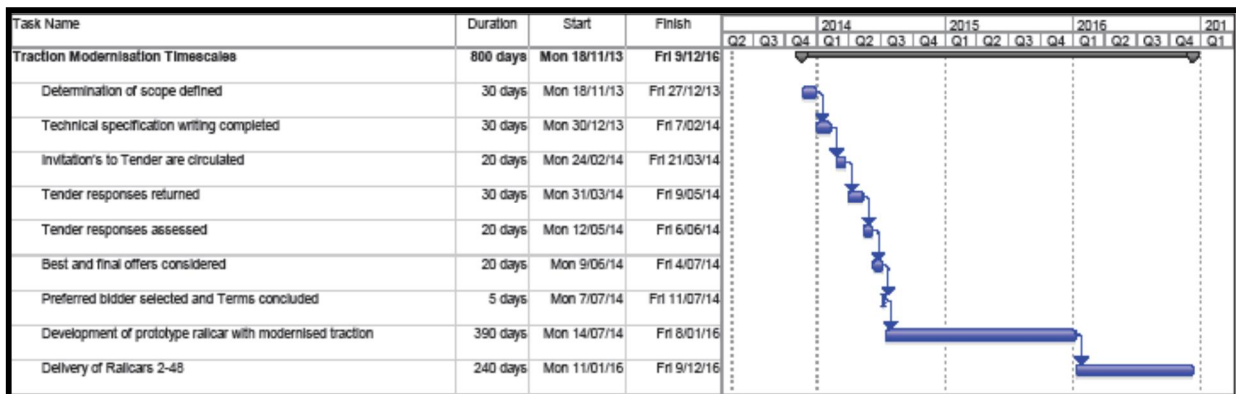 Task Name Duration Start Finish 2014 2015 2016 201
Q2 Q3 Q4 Q1 Q2 Q3 Q4 Q1 Q2 Q3 Q4 Q1 Q2 Q3 Q4 Q1
Traction Modernisation Timescales 800 days Mon 18/11/13 Fri 9/12/16
Determination of scope defined 30 days Mon 18/11/13 Fri 27/12/13
Technical specification writing completed 30 days Mon 30/12/13 Fri 7/02/14
Invitation's to Tender are circulated 20 days Mon 24/02/14 Fri 21/03/14
Tender responses returned 30 days Mon 31/03/14 Fri 9/05/14
Tender responses assessed 20 days Mon 12/05/14 Fri 6/06/14
Best and final offers considered 20 days Mon 9/06/14 Fri 4/07/14
Preferred bidder selected and Terms concluded 5 days Mon 7/07/14 Fri 11/07/14
Development of prototype railcar with modernised traction 390 days Mon 14/07/14 Fri 8/01/16
Delivery of Railcars 2-48 240 days Mon 11/01/16 Fri 9/12/16